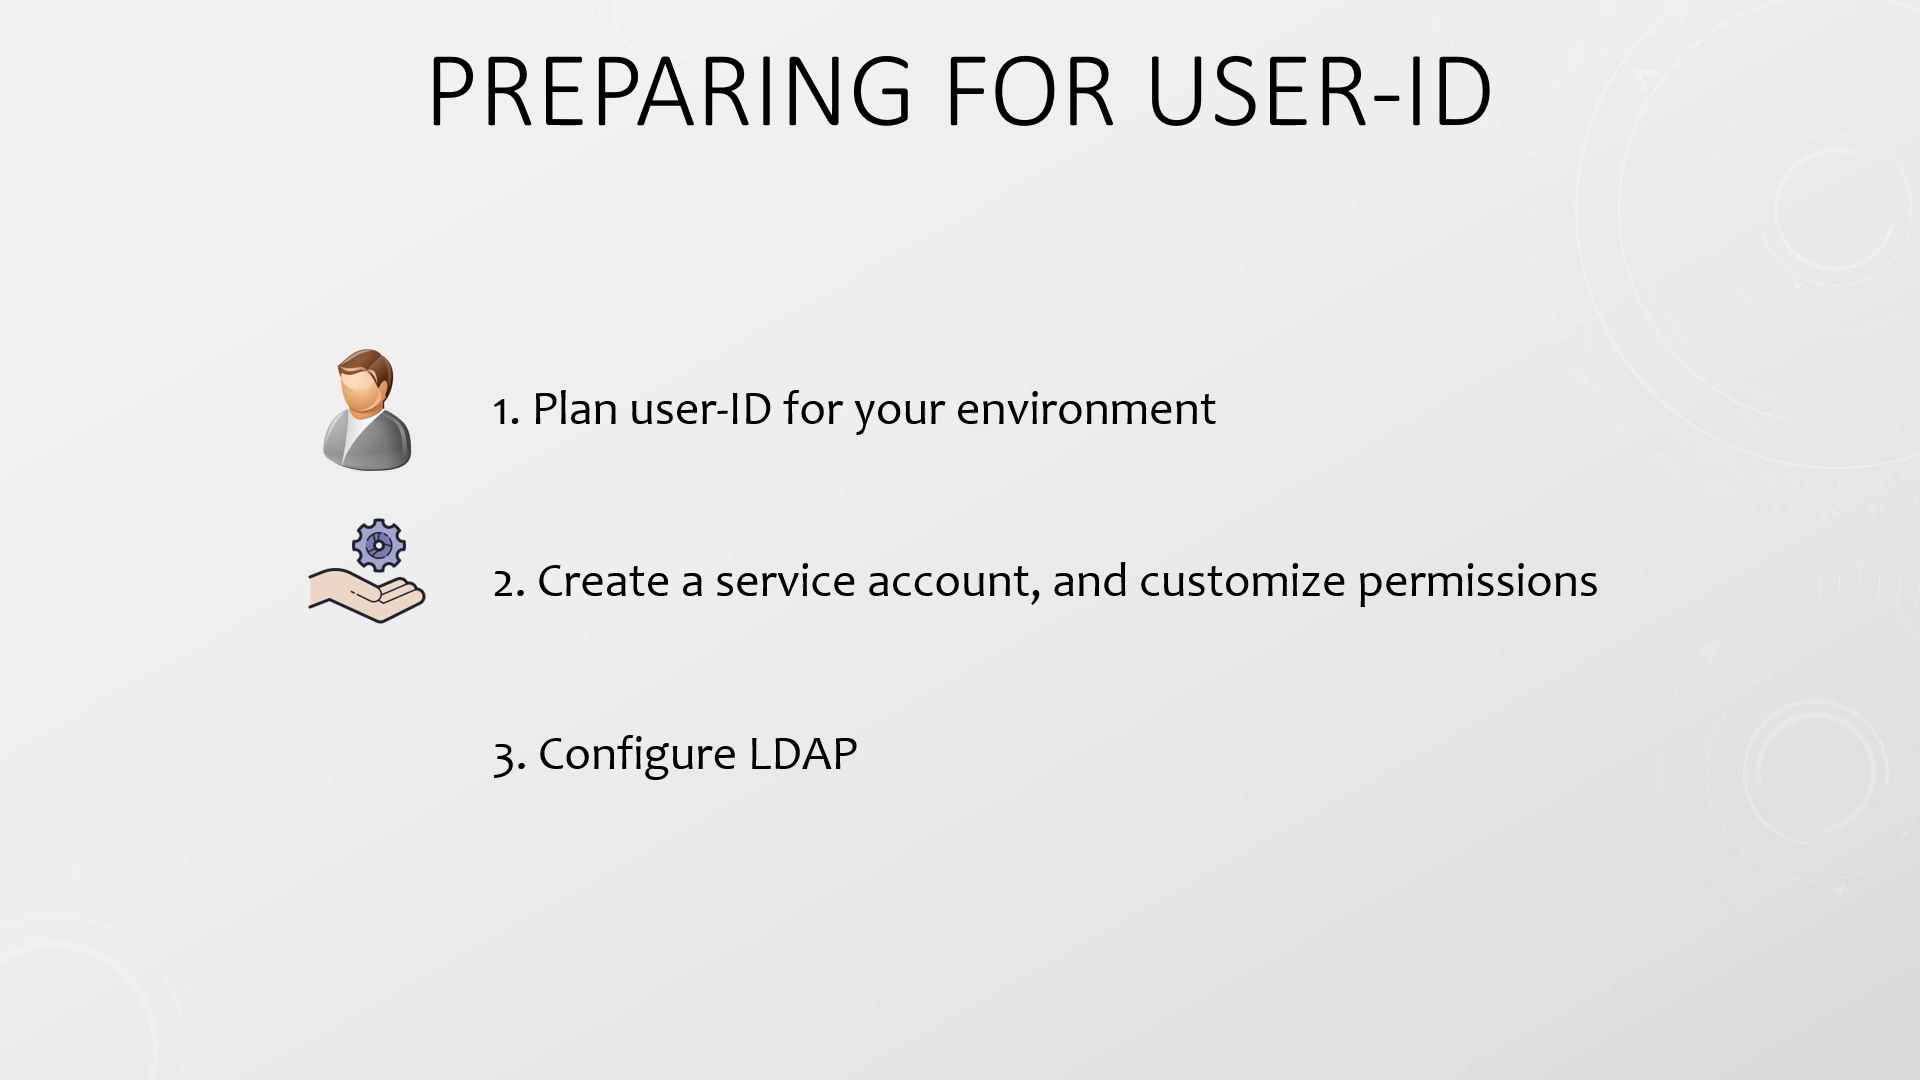 PREPARING FOR USER-ID
1. Plan user-ID for your environment
2. Create a service account, and customize permissions
3. Configure LDAP